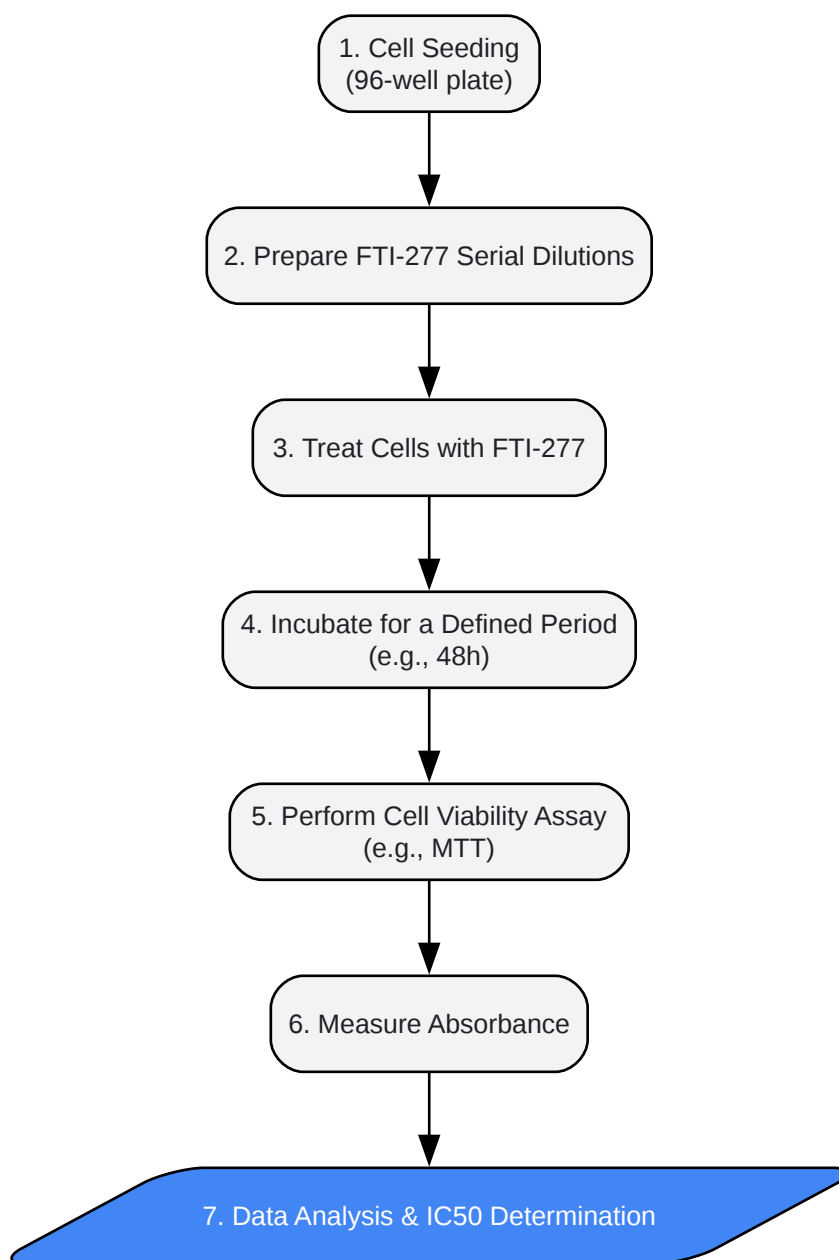 1. Cell Seeding
(96-well plate)
2. Prepare FTI-277 Serial Dilutions
3. Treat Cells with FTI-277
4. Incubate for a Defined Period
(e.g., 48h)
5. Perform Cell Viability Assay
(e.g., MTT)
6. Measure Absorbance
7. Data Analysis & IC50 Determination